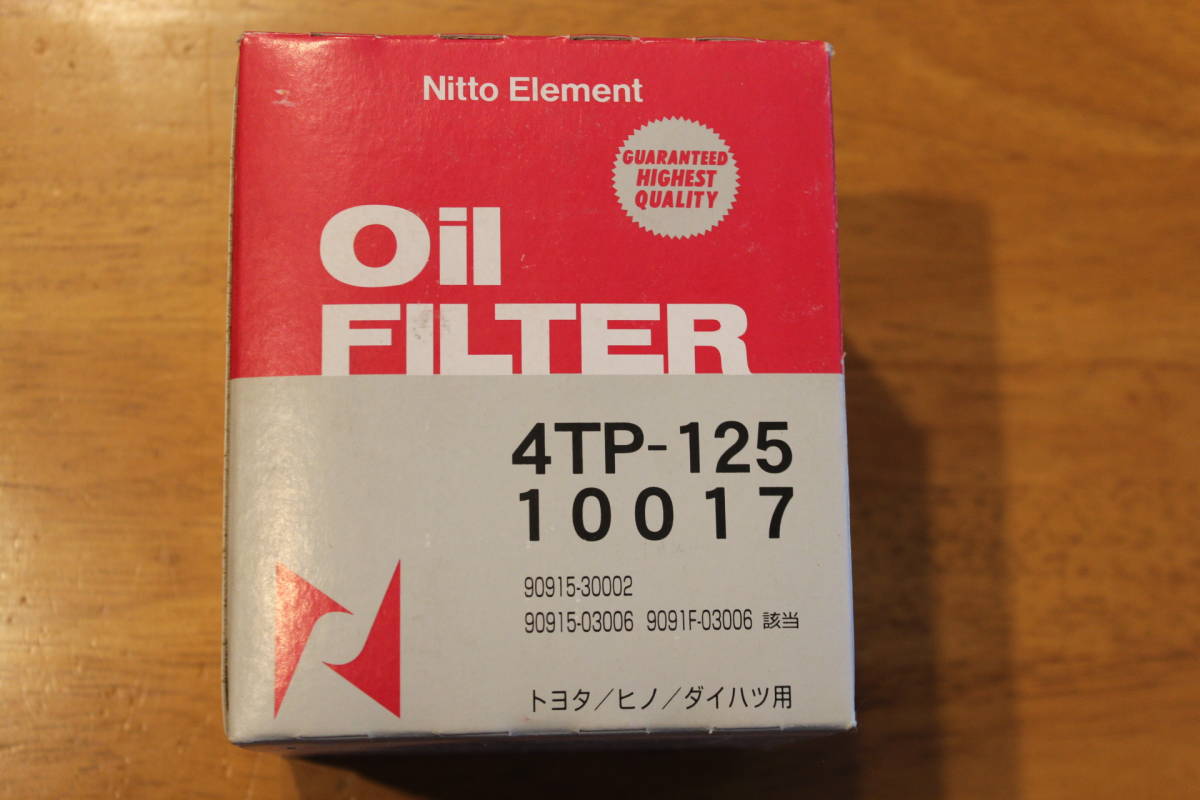 Nitto Element
GUARANTEED
HIGHEST
QUALITY
Oil
FILTER
4TP-125
10017
90915-30002
90915-03006 9091F-03006 該当
トヨタ/ヒノ/ダイハツ用